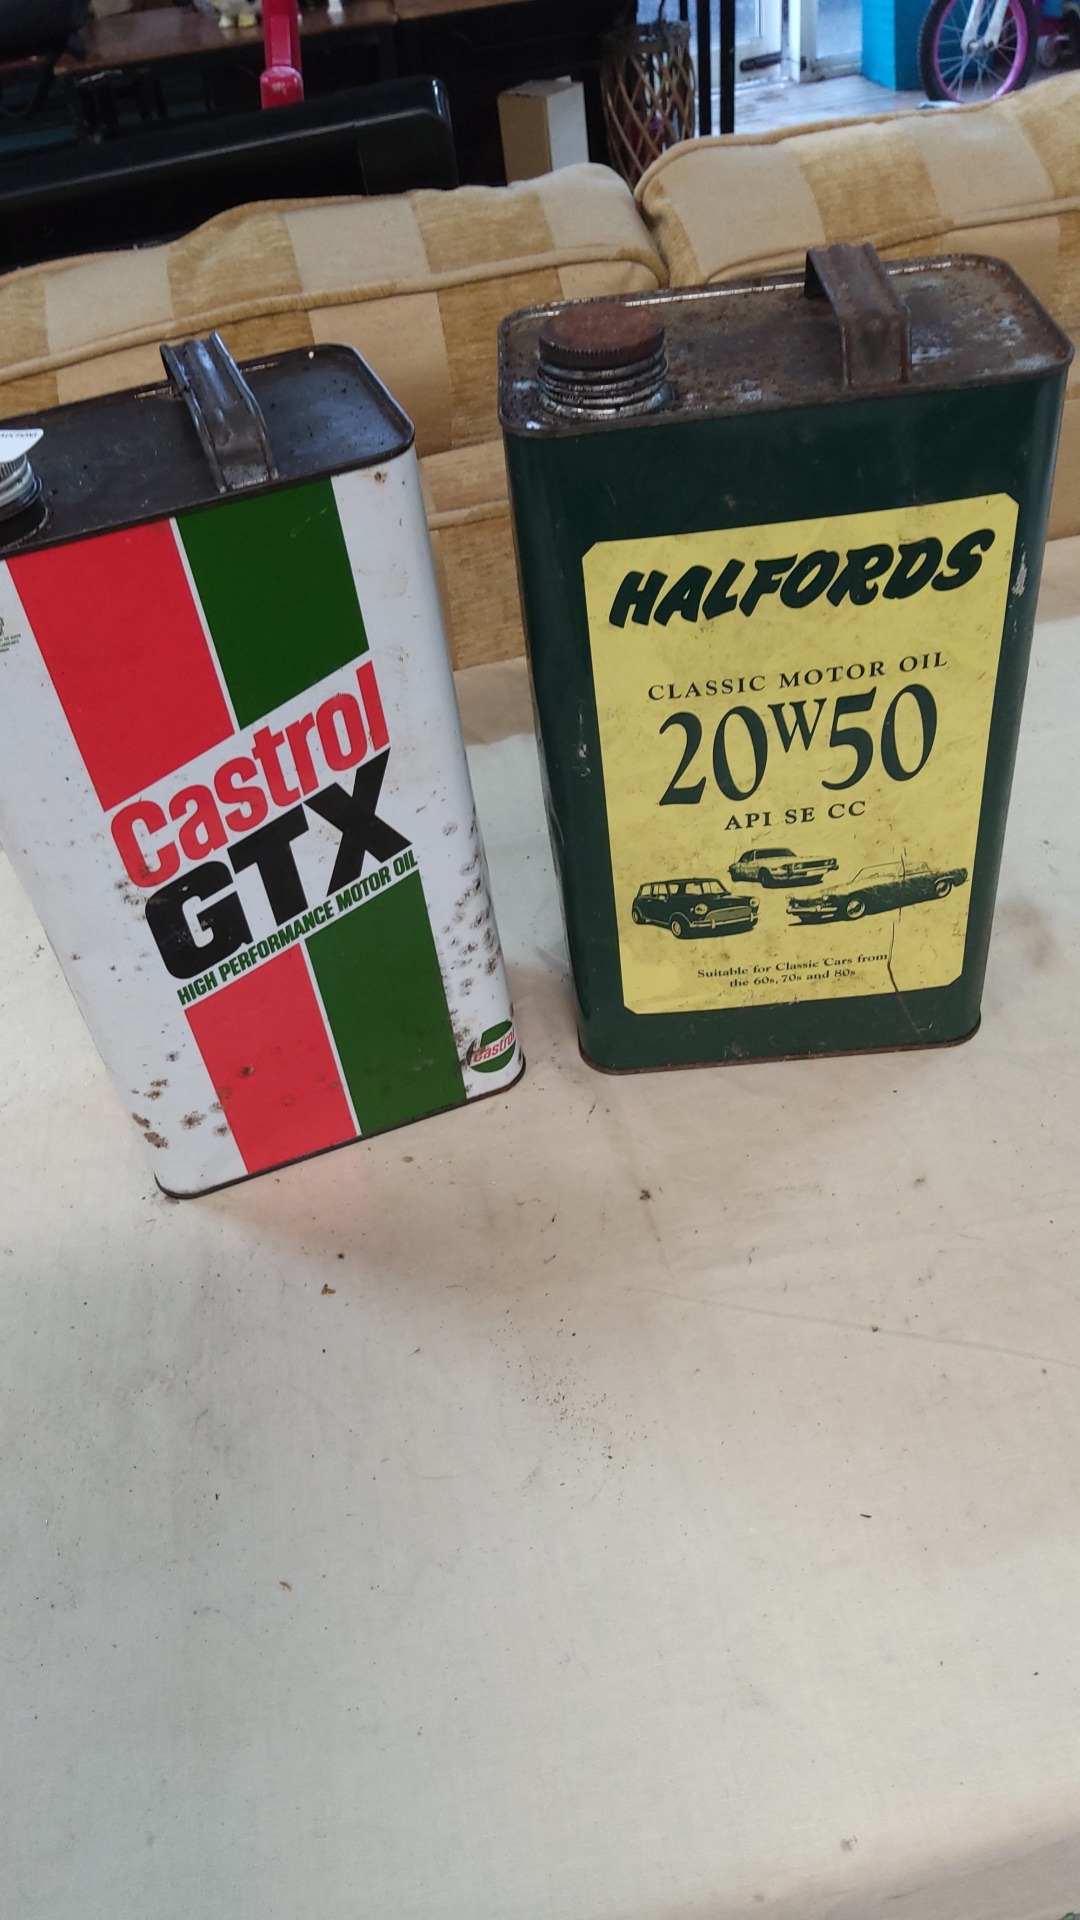 Castrol
GTX
HIGH PERFORMANCE MOTOR OIL
Castrol
HALFORDS
CLASSIC MOTOR OIL
20W50
API SE CC
Suitable for Classic Cars from
the 60s, 70s and 80s